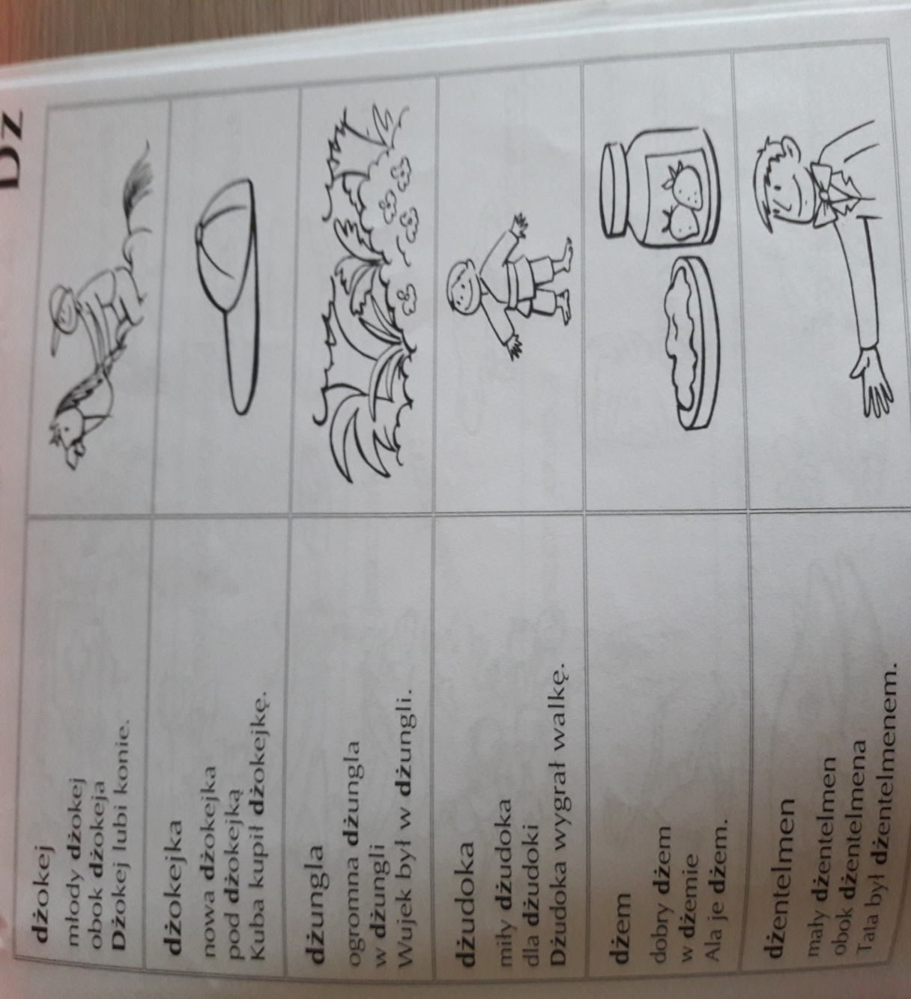 Dż
dżokej
młody dżokej
obok dżokeja
Dżokej lubi konie.
dżokejka
nowa dżokejka
pod dżokejką
Kuba kupił dżokejkę.
dżungla
ogromna dżungla
w dżungli
Wujek był w dżungli.
dżudoka
miły dżudoka
dla dżudoki
Dżudoka wygrał walkę.
dżem
dobry dżem
w dżemie
Ala je dżem.
dżentelmen
mały dżentelmen
obok dżentelmena
Tata był dżentelmenem.